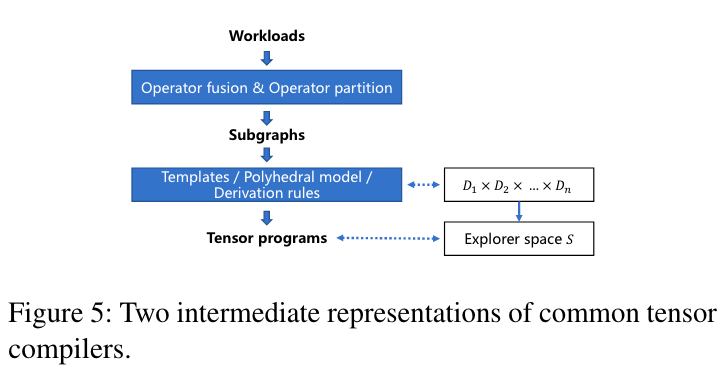 Workloads
Operator fusion & Operator partition
Subgraphs
Templates / Polyhedral model /
Derivation rules
D₁ × D₂ × … × Dₙ
Tensor programs
Explorer space S
Figure 5: Two intermediate representations of common tensor
compilers.